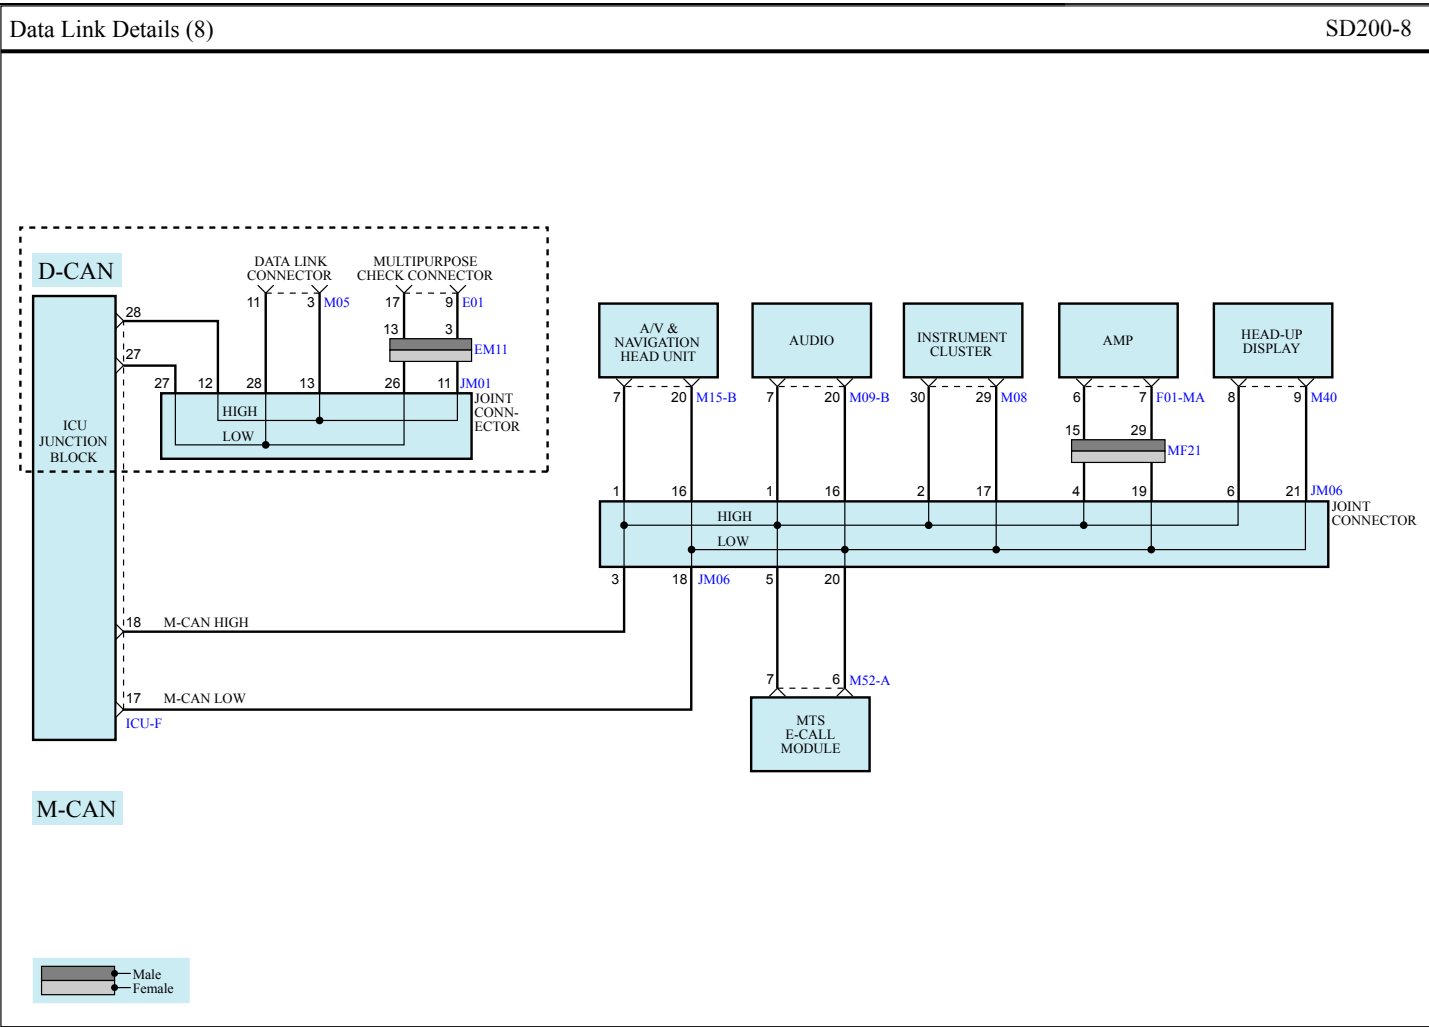 Data Link Details (8)
SD200-8
D-CAN
DATA LINK
CONNECTOR
MULTIPURPOSE
CHECK CONNECTOR
11
3
M05
17
9
E01
28
27
13
3
EM11
27
12
28
13
26
11
JM01
JOINT
CONN-
ECTOR
HIGH
LOW
ICU
JUNCTION
BLOCK
A/V &
NAVIGATION
HEAD UNIT
AUDIO
INSTRUMENT
CLUSTER
AMP
HEAD-UP
DISPLAY
7
20
M15-B
7
20
M09-B
30
29
M08
6
7
F01-MA
8
9
M40
15
29
MF21
1
16
1
16
2
17
4
19
6
21
JM06
JOINT
CONNECTOR
HIGH
LOW
3
18
JM06
5
20
18
M-CAN HIGH
17
M-CAN LOW
ICU-F
7
6
M52-A
MTS
E-CALL
MODULE
M-CAN
Male
Female